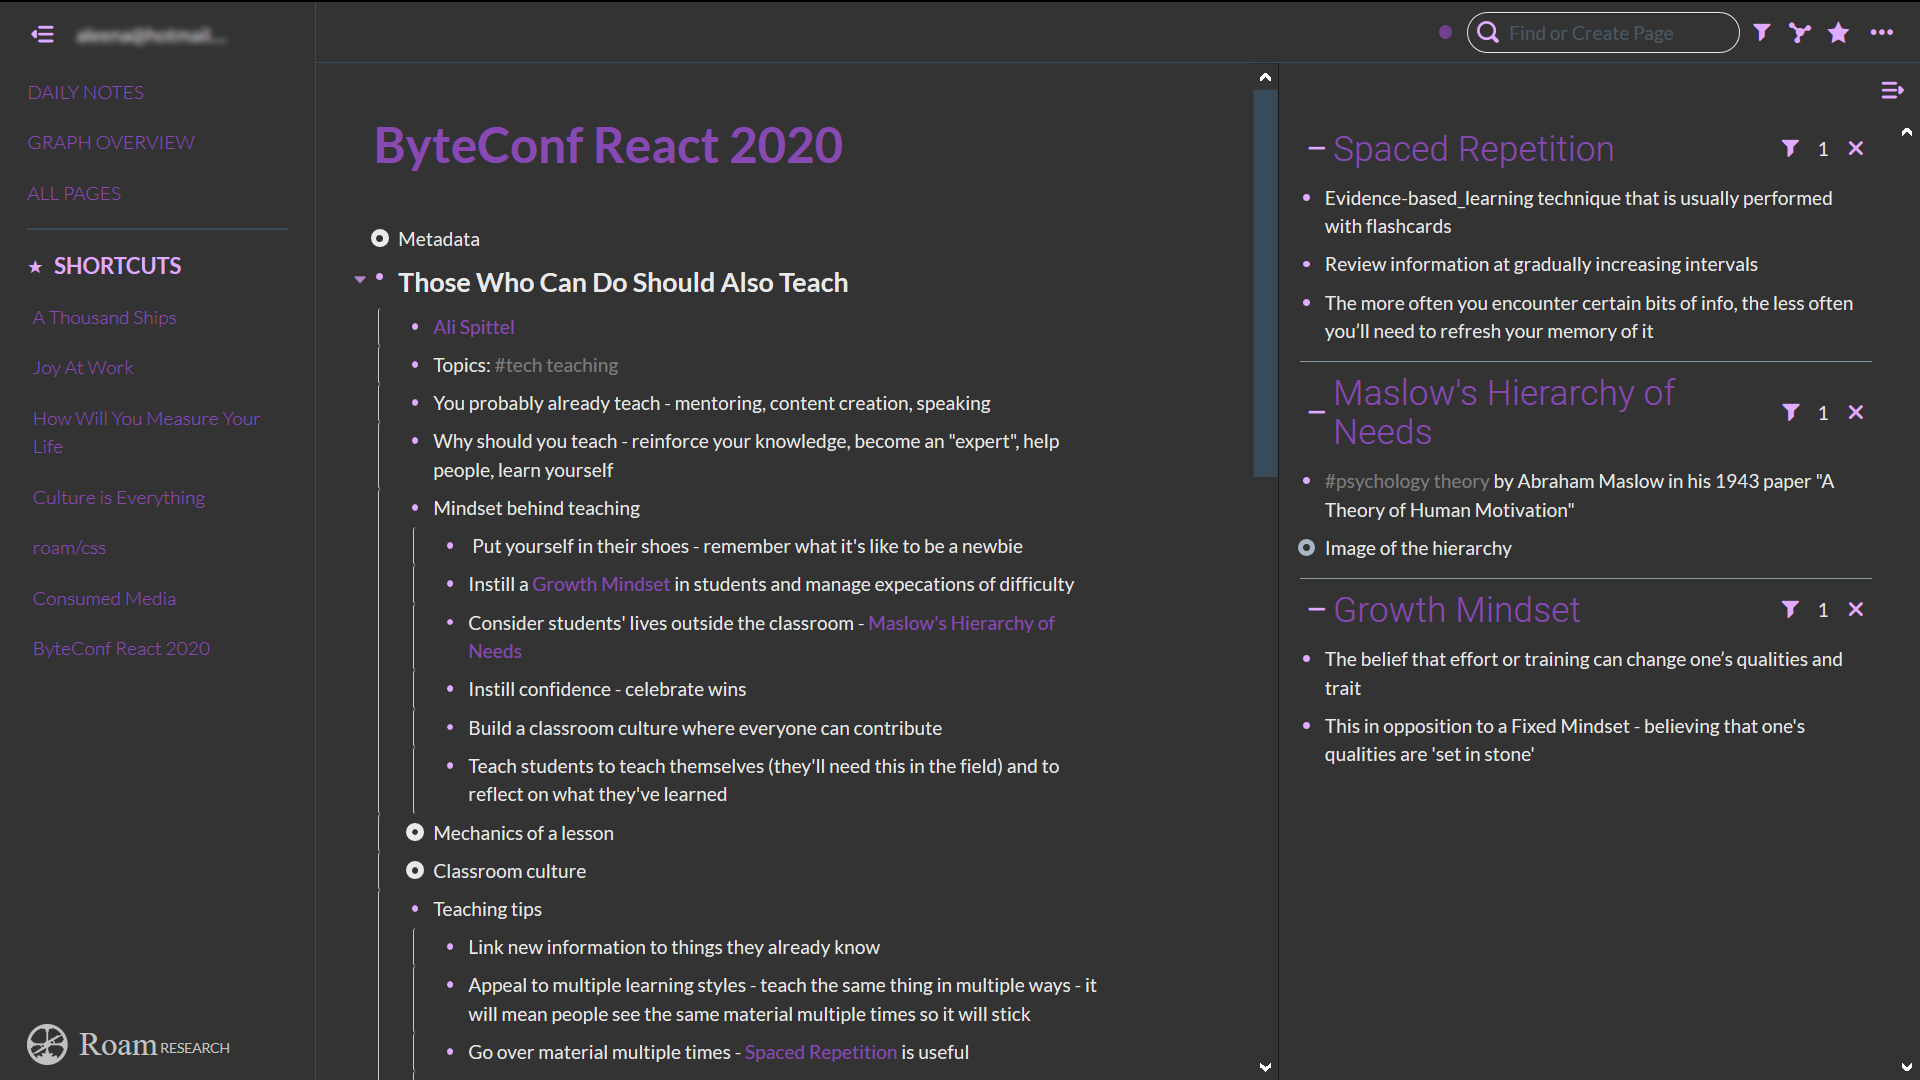 DAILY NOTES
GRAPH OVERVIEW
ALL PAGES
SHORTCUTS
A Thousand Ships
Joy At Work
How Will You Measure Your
Life
Culture is Everything
roam/css
Consumed Media
ByteConf React 2020
Roam RESEARCH
Find or Create Page
ByteConf React 2020
Metadata
Those Who Can Do Should Also Teach
Ali Spittel
Topics: #tech teaching
You probably already teach - mentoring, content creation, speaking
Why should you teach - reinforce your knowledge, become an "expert", help
people, learn yourself
Mindset behind teaching
Put yourself in their shoes - remember what it's like to be a newbie
Instill a Growth Mindset in students and manage expecations of difficulty
Consider students' lives outside the classroom - Maslow's Hierarchy of
Needs
Instill confidence - celebrate wins
Build a classroom culture where everyone can contribute
Teach students to teach themselves (they'll need this in the field) and to
reflect on what they've learned
Mechanics of a lesson
Classroom culture
Teaching tips
Link new information to things they already know
Appeal to multiple learning styles - teach the same thing in multiple ways - it
will mean people see the same material multiple times so it will stick
Go over material multiple times - Spaced Repetition is useful
Spaced Repetition 1
Evidence-based_learning technique that is usually performed
with flashcards
Review information at gradually increasing intervals
The more often you encounter certain bits of info, the less often
you’ll need to refresh your memory of it
Maslow's Hierarchy of
Needs 1
#psychology theory by Abraham Maslow in his 1943 paper "A
Theory of Human Motivation"
Image of the hierarchy
Growth Mindset 1
The belief that effort or training can change one’s qualities and
trait
This in opposition to a Fixed Mindset - believing that one's
qualities are 'set in stone'